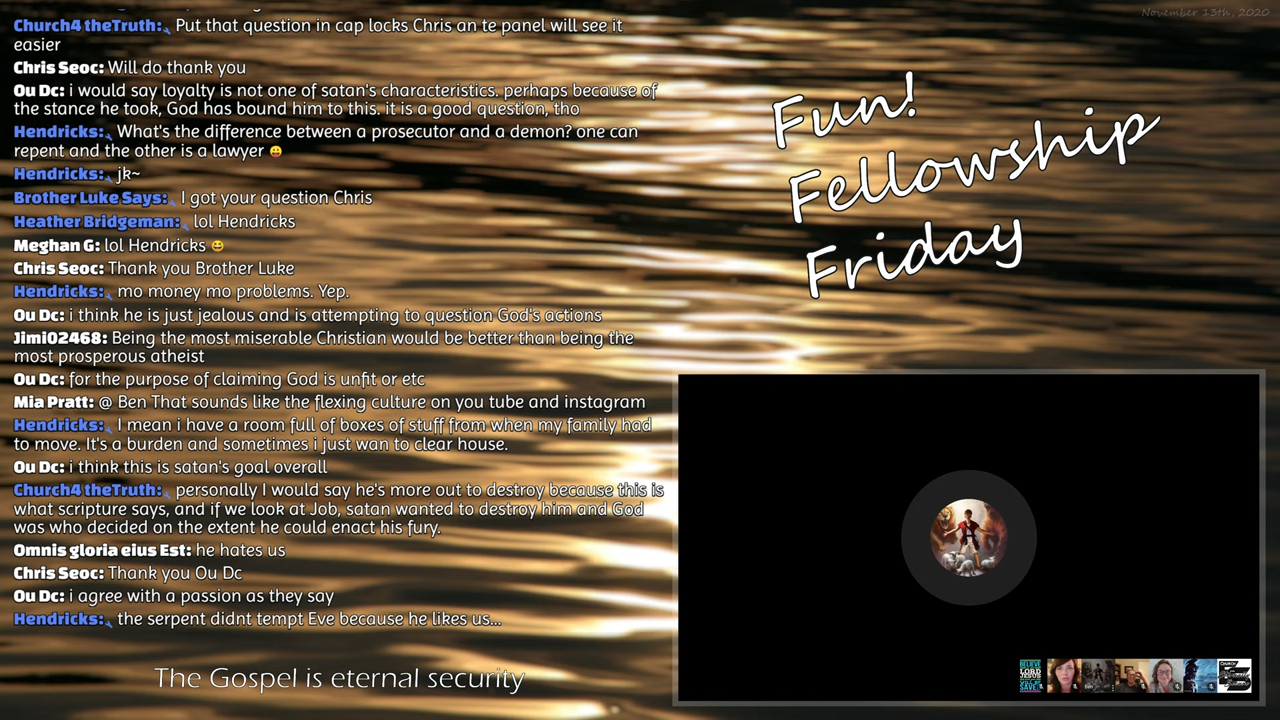 November 13th, 2020
Church4 theTruth: Put that question in cap locks Chris an te panel will see it
easier
Chris Seoc: Will do thank you
Ou Dc: i would say loyalty is not one of satan's characteristics. perhaps because of
the stance he took, God has bound him to this. it is a good question, tho
Hendricks: What's the difference between a prosecutor and a demon? one can
repent and the other is a lawyer 😛
Hendricks: jk~
Brother Luke Says: I got your question Chris
Heather Bridgeman: lol Hendricks
Meghan G: lol Hendricks 😄
Chris Seoc: Thank you Brother Luke
Hendricks: mo money mo problems. Yep.
Ou Dc: i think he is just jealous and is attempting to question God's actions
Jimi02468: Being the most miserable Christian would be better than being the
most prosperous atheist
Ou Dc: for the purpose of claiming God is unfit or etc
Mia Pratt: @ Ben That sounds like the flexing culture on you tube and instagram
Hendricks: I mean i have a room full of boxes of stuff from when my family had
to move. It's a burden and sometimes i just wan to clear house.
Ou Dc: i think this is satan's goal overall
Church4 theTruth: personally I would say he's more out to destroy because this is
what scripture says, and if we look at Job, satan wanted to destroy him and God
was who decided on the extent he could enact his fury.
Omnis gloria eius Est: he hates us
Chris Seoc: Thank you Ou Dc
Ou Dc: i agree with a passion as they say
Hendricks: the serpent didnt tempt Eve because he likes us...
The Gospel is eternal security
Fun!
Fellowship
Friday
BELIEVE
LORD
JESUS
SAVE
CHURCH